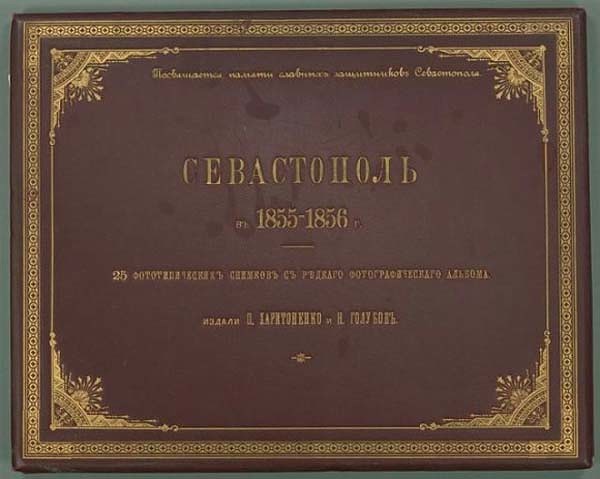 Посвящается памяти славныхъ защитниковъ Севастополя.
СЕВАСТОПОЛЬ
въ 1855-1856 г.
25 ФОТОТИПИЧЕСКИХЪ СНИМКОВЪ СЪ РѢДКАГО ФОТОГРАФИЧЕСКАГО АЛЬБОМА.
ИЗДАЛИ П. ХАРИТОНЕНКО и Н. ГОЛУБОВЪ.